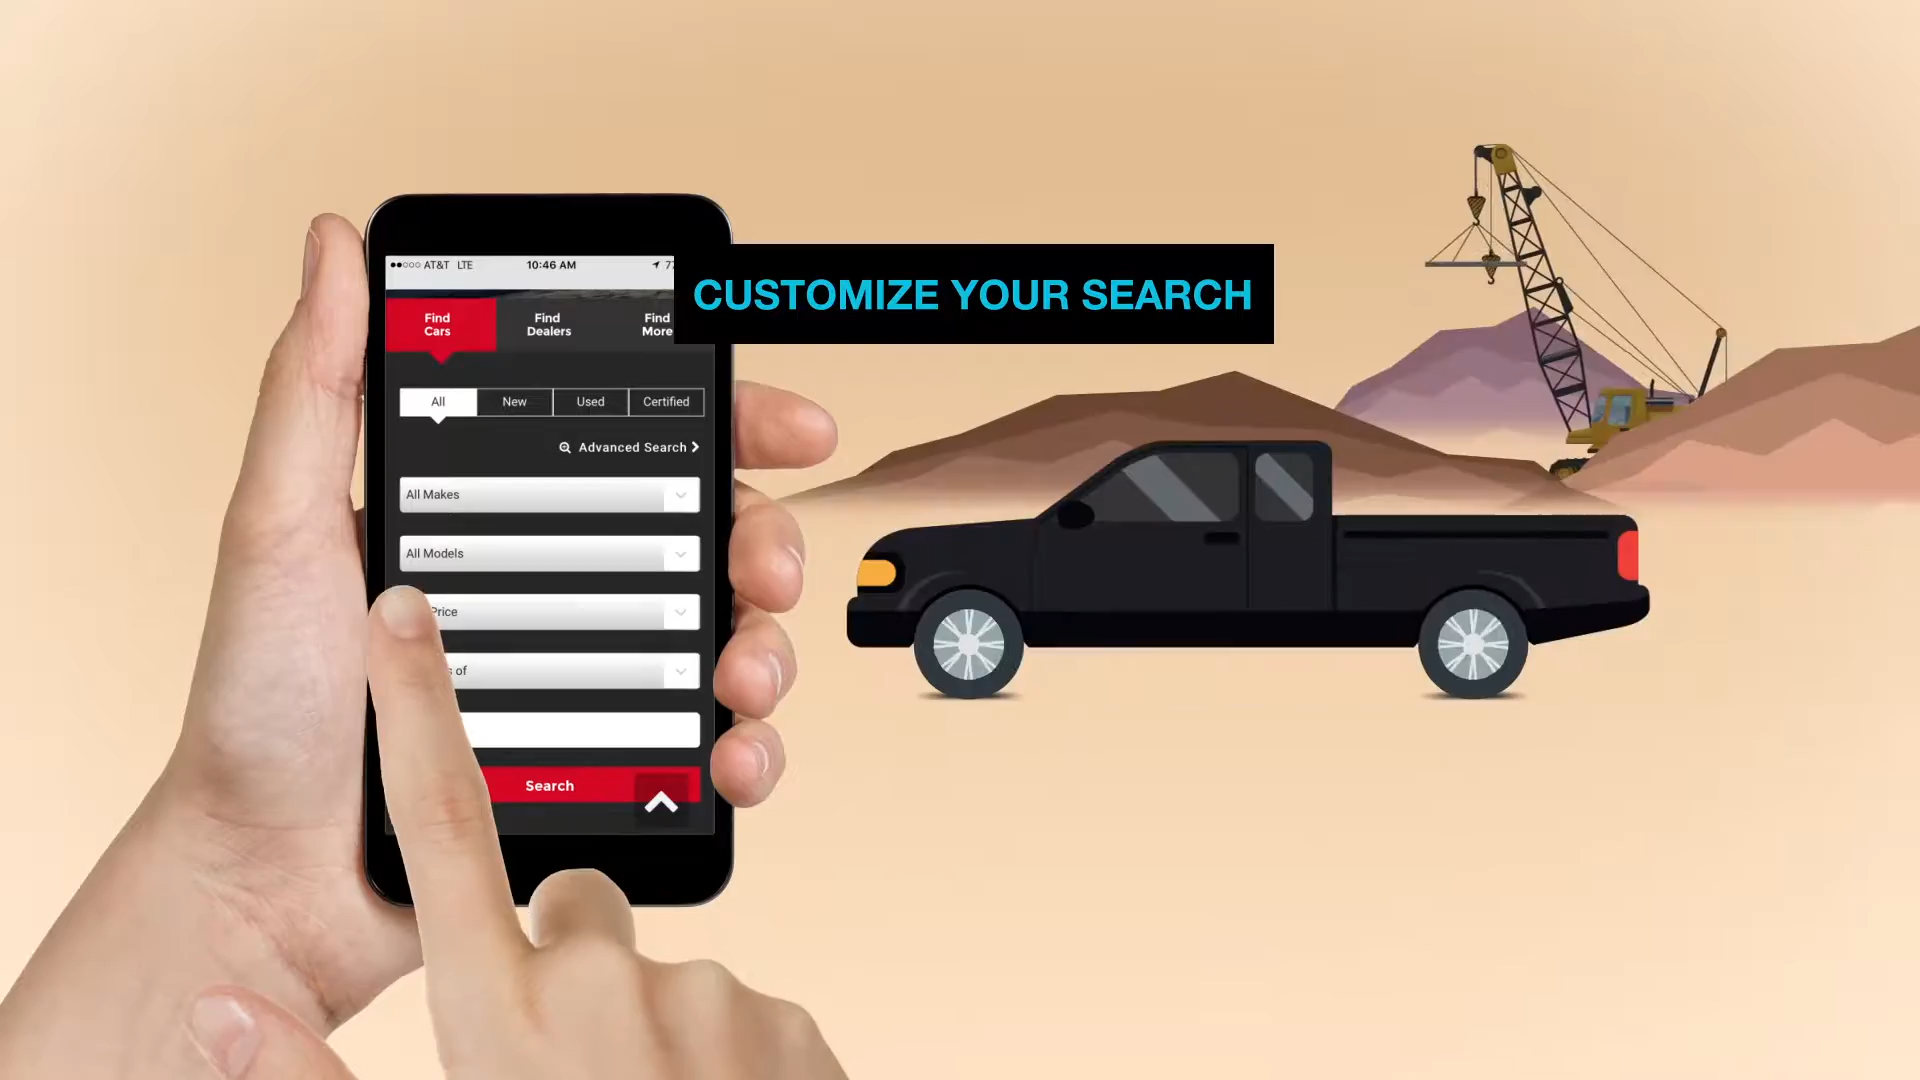 AT&T LTE
10:46 AM
CUSTOMIZE YOUR SEARCH
Find
Cars
Find
Dealers
Find
More
All
New
Used
Certified
Advanced Search
All Makes
All Models
Price
of
Search